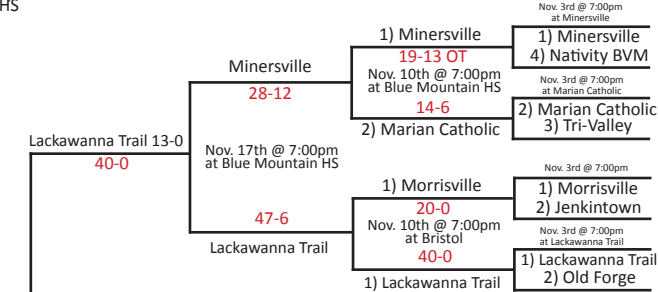 HS
Nov. 3rd @ 7:00pm
at Minersville
1) Minersville
4) Nativity BVM
1) Minersville
19-13 OT
Nov. 10th @ 7:00pm
at Blue Mountain HS
14-6
2) Marian Catholic
Nov. 3rd @ 7:00pm
at Marian Catholic
2) Marian Catholic
3) Tri-Valley
Minersville
28-12
Lackawanna Trail 13-0
40-0
Nov. 17th @ 7:00pm
at Blue Mountain HS
47-6
Lackawanna Trail
Nov. 3rd @ 7:00pm
1) Morrisville
2) Jenkintown
1) Morrisville
20-0
Nov. 10th @ 7:00pm
at Bristol
40-0
1) Lackawanna Trail
Nov. 3rd @ 7:00pm
at Lackawanna Trail
1) Lackawanna Trail
2) Old Forge